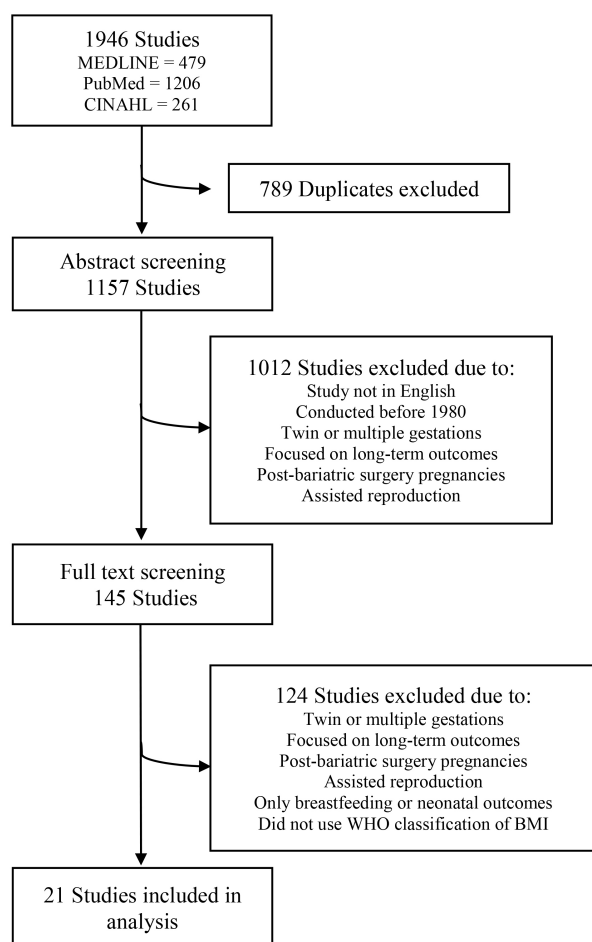 1946 Studies
MEDLINE = 479
PubMed = 1206
CINAHL = 261
789 Duplicates excluded
Abstract screening
1157 Studies
1012 Studies excluded due to:
Study not in English
Conducted before 1980
Twin or multiple gestations
Focused on long-term outcomes
Post-bariatric surgery pregnancies
Assisted reproduction
Full text screening
145 Studies
124 Studies excluded due to:
Twin or multiple gestations
Focused on long-term outcomes
Post-bariatric surgery pregnancies
Assisted reproduction
Only breastfeeding or neonatal outcomes
Did not use WHO classification of BMI
21 Studies included in
analysis